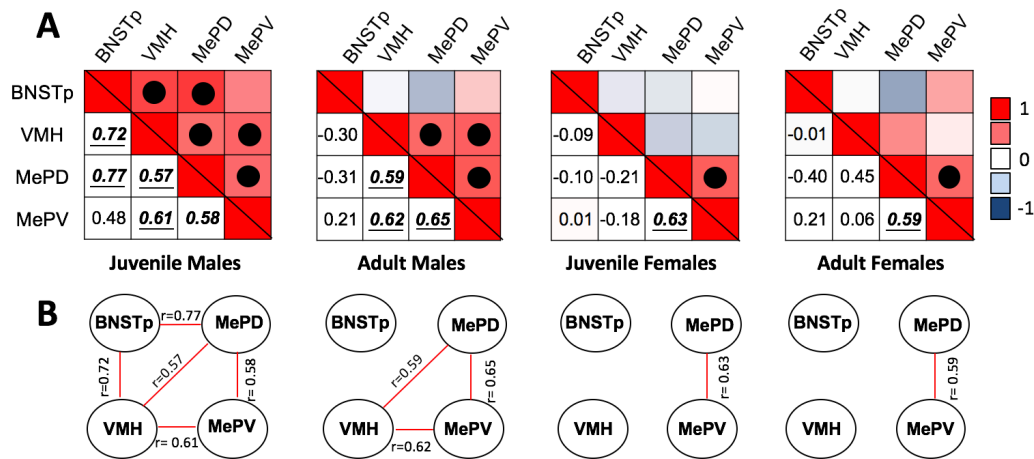 A
BNSTp VMH MePD MePV BNSTp VMH MePD MePV BNSTp VMH MePD MePV BNSTp VMH MePD MePV
BNSTp
VMH 0.72 -0.30 -0.09 -0.01
MePD 0.77 0.57 -0.31 0.59 -0.10 -0.21 -0.40 0.45
MePV 0.48 0.61 0.58 0.21 0.62 0.65 0.01 -0.18 0.63 0.21 0.06 0.59
1
0
-1
Juvenile Males Adult Males Juvenile Females Adult Females
B
BNSTp r=0.77 MePD BNSTp MePD BNSTp MePD BNSTp MePD
r=0.72 r=0.57 r= 0.58 r=0.59 r= 0.65 r= 0.63 r= 0.59
VMH r= 0.61 MePV VMH r=0.62 MePV VMH MePV VMH MePV